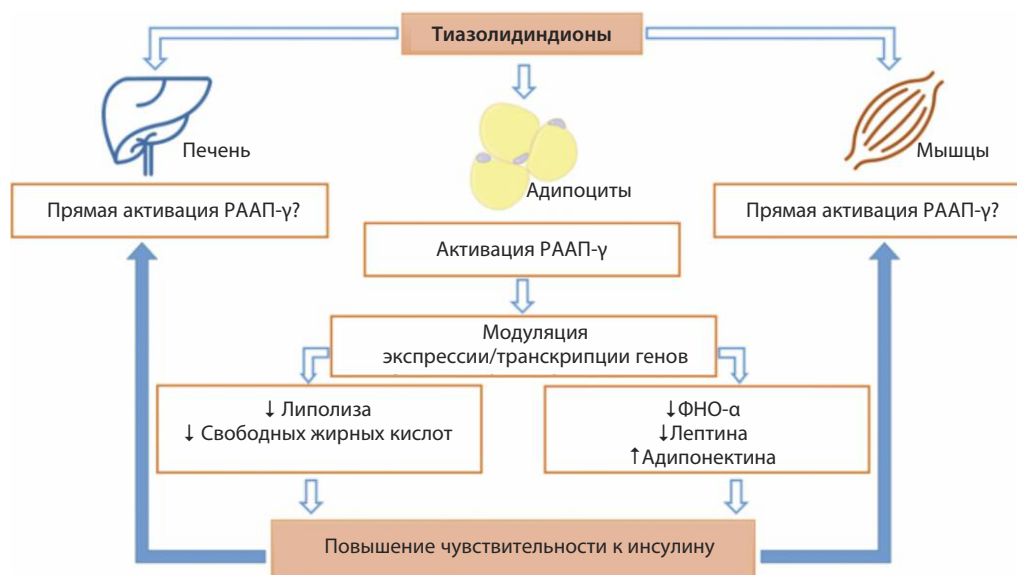 Тиазолидиндионы
Печень
Адипоциты
Мышцы
Прямая активация РААП-γ?
Активация РААП-γ
Прямая активация РААП-γ?
Модуляция
экспрессии/транскрипции генов
↓ Липолиза
↓ Свободных жирных кислот
↓ФНО-α
↓Лептина
↑Адипонектина
Повышение чувствительности к инсулину